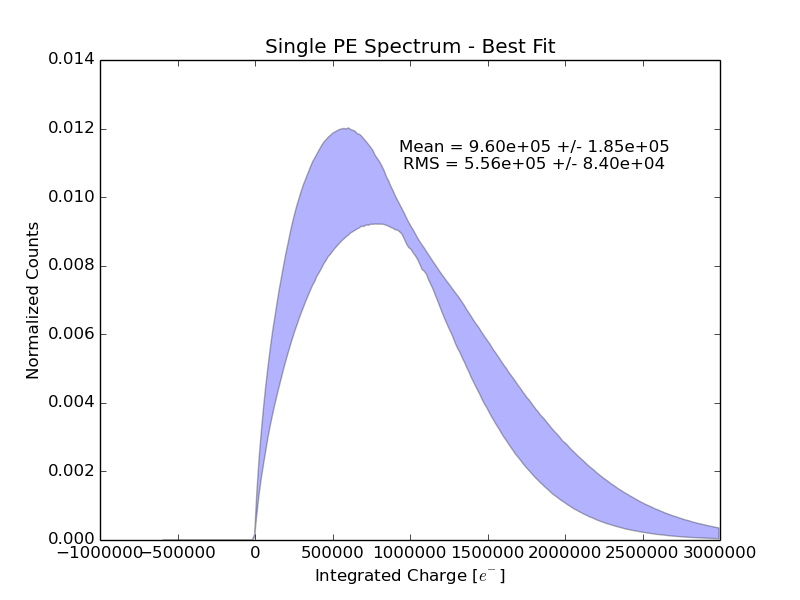 Single PE Spectrum - Best Fit
0.014
0.012
Mean = 9.60e+05 +/- 1.85e+05
RMS = 5.56e+05 +/- 8.40e+04
0.010
0.008
Normalized Counts
0.006
0.004
0.002
0.000
−1000000 −500000 0 500000 1000000 1500000 2000000 2500000 3000000
Integrated Charge [e⁻]